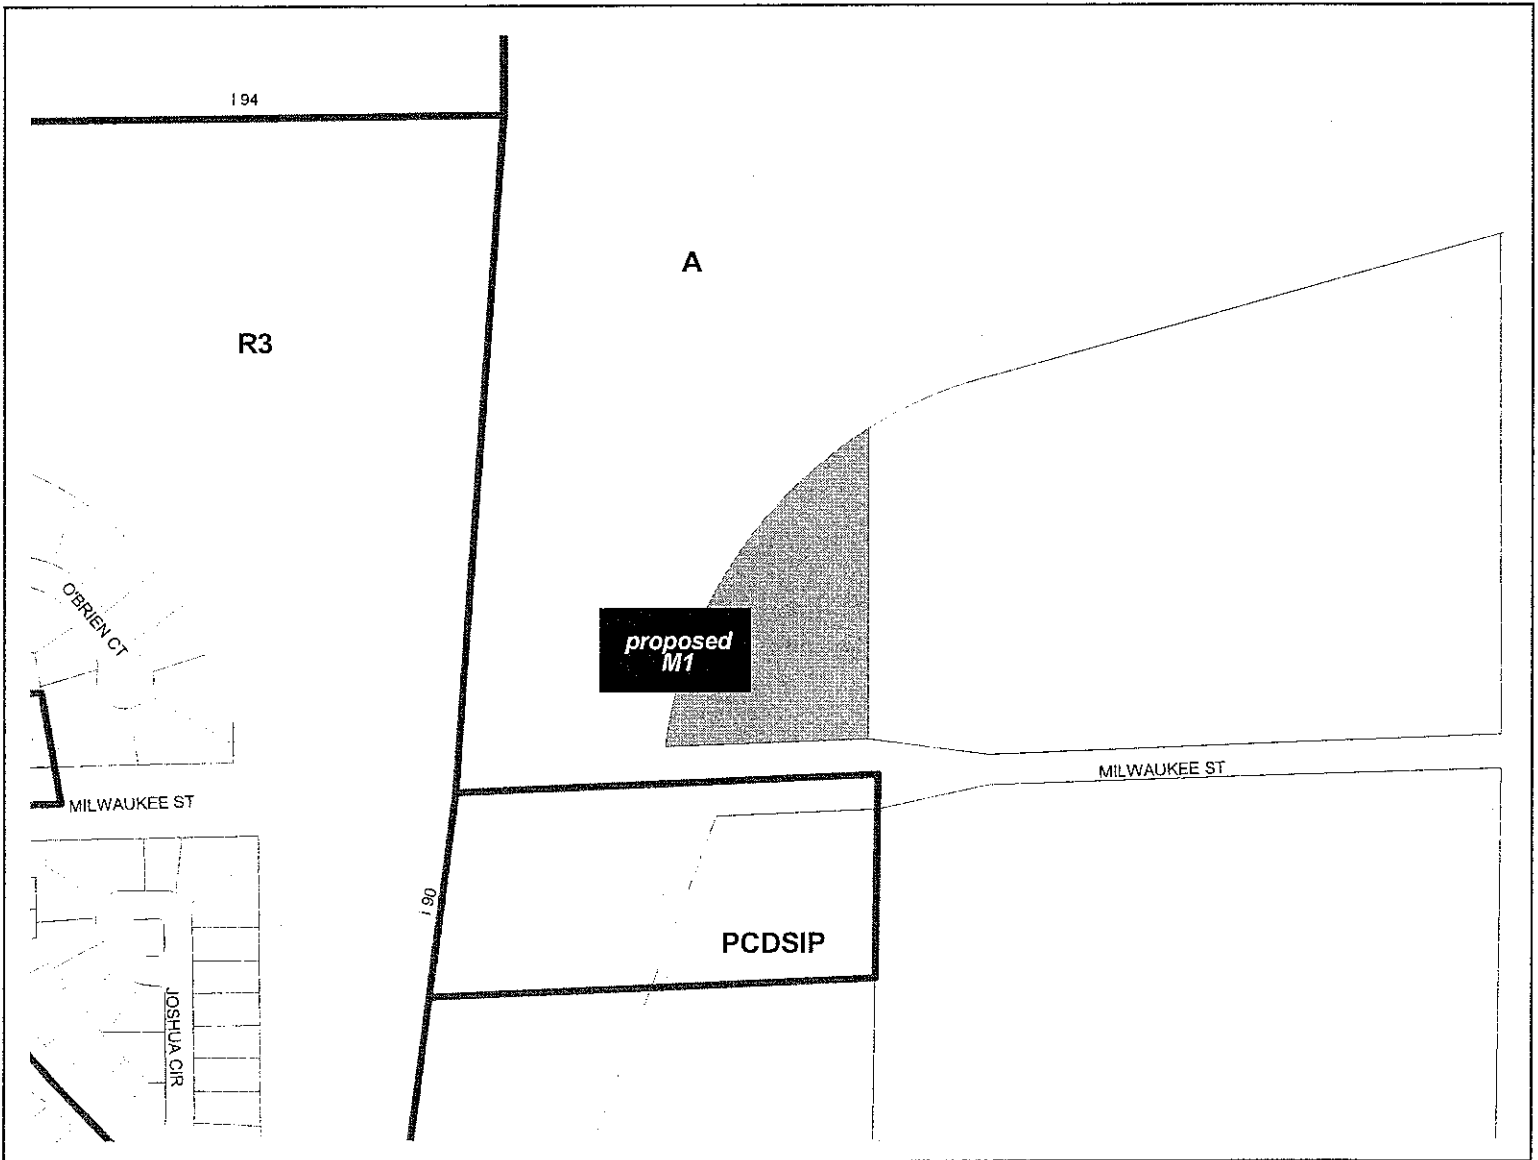 I 94
A
R3
O'BRIEN CT
proposed
M1
MILWAUKEE ST
MILWAUKEE ST
I 90
PCDSIP
JOSHUA CIR